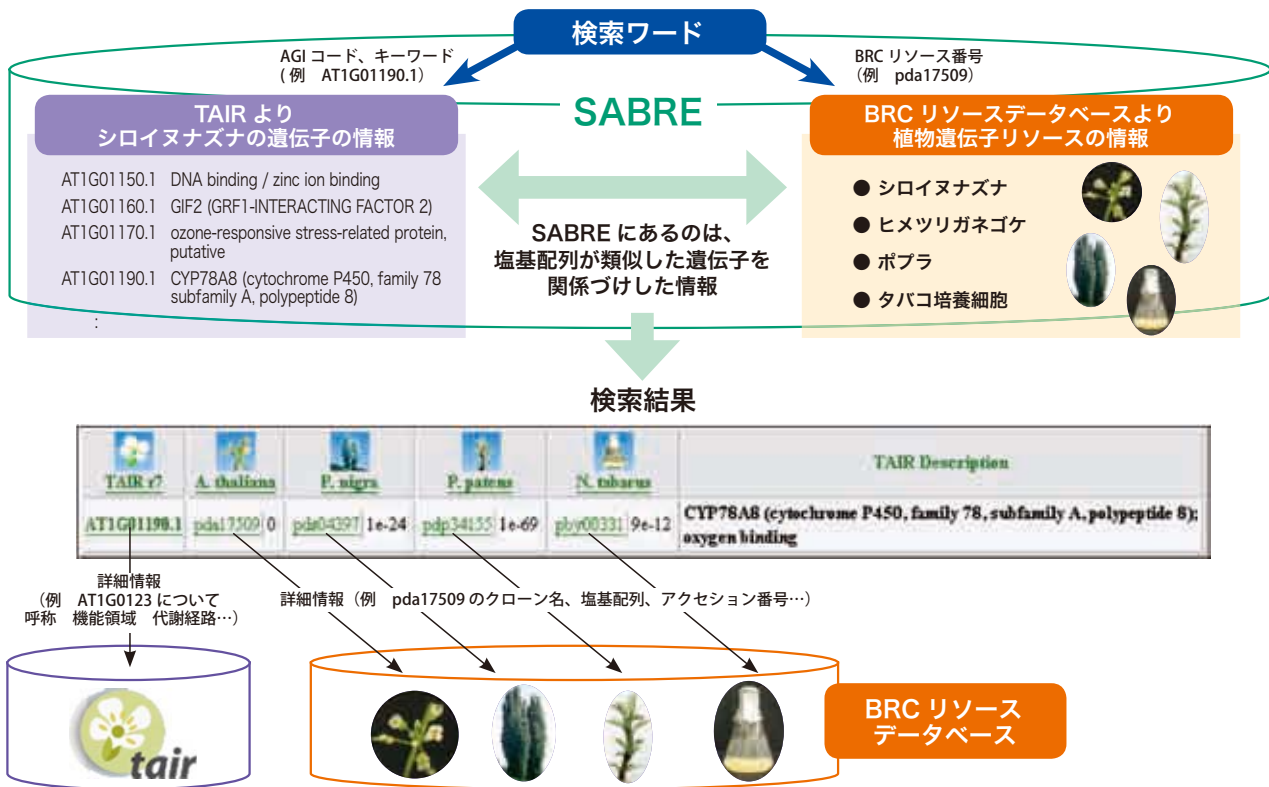 検索ワード
AGI コード、キーワード
( 例　AT1G01190.1)
BRC リソース番号
（例　pda17509）
TAIR より
シロイヌナズナの遺伝子の情報
AT1G01150.1 DNA binding / zinc ion binding
AT1G01160.1 GIF2 (GRF1-INTERACTING FACTOR 2)
AT1G01170.1 ozone-responsive stress-related protein,
putative
AT1G01190.1 CYP78A8 (cytochrome P450, family 78
subfamily A, polypeptide 8)
:
SABRE
SABRE にあるのは、
塩基配列が類似した遺伝子を
関係づけした情報
BRC リソースデータベースより
植物遺伝子リソースの情報
● シロイヌナズナ
● ヒメツリガネゴケ
● ポプラ
● タバコ培養細胞
検索結果
TAIR r7 A. thaliana P. nigra P. patens N. tabacus TAIR Description
AT1G01190.1 pda17509 0 pds04397 1e-24 pdp34155 1e-69 pby00331 9e-12 CYP78A8 (cytochrome P450, family 78, subfamily A, polypeptide 8);
oxygen binding
詳細情報
（例　AT1G0123 について
呼称　機能領域　代謝経路…）
詳細情報（例　pda17509 のクローン名、塩基配列、アクセション番号…）
tair
BRC リソース
データベース